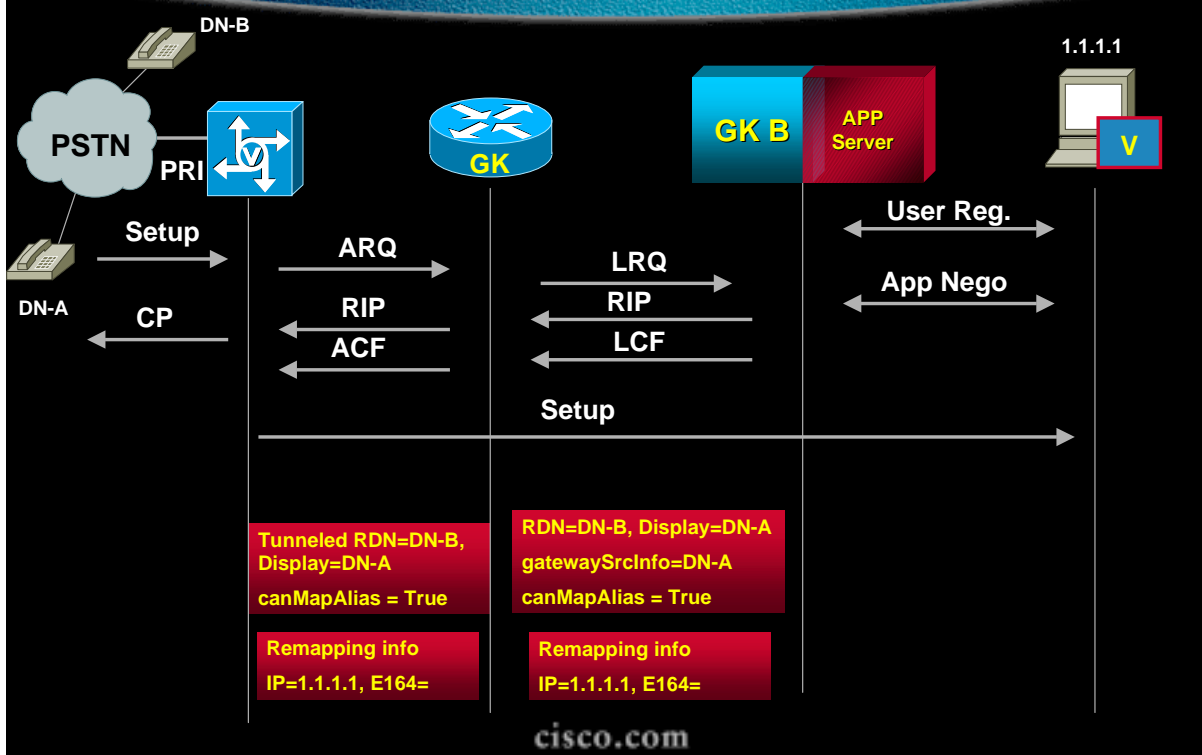 DN-B
1.1.1.1
PSTN
PRI
V
GK
GK B
APP
Server
V
User Reg.
Setup
ARQ
LRQ
App Nego
DN-A
CP
RIP
RIP
ACF
LCF
Setup
Tunneled RDN=DN-B,
Display=DN-A
canMapAlias = True
RDN=DN-B, Display=DN-A
gatewaySrcInfo=DN-A
canMapAlias = True
Remapping info
IP=1.1.1.1, E164=
Remapping info
IP=1.1.1.1, E164=
cisco.com